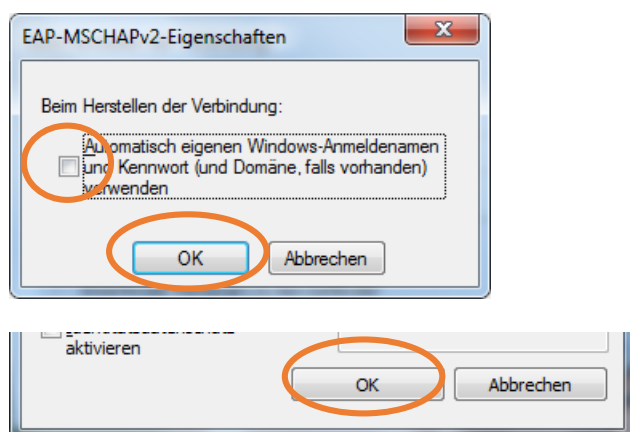 EAP-MSCHAPv2-Eigenschaften
Beim Herstellen der Verbindung:
Automatisch eigenen Windows-Anmeldenamen
und Kennwort (und Domäne, falls vorhanden)
verwenden
OK Abbrechen
aktivieren
OK Abbrechen